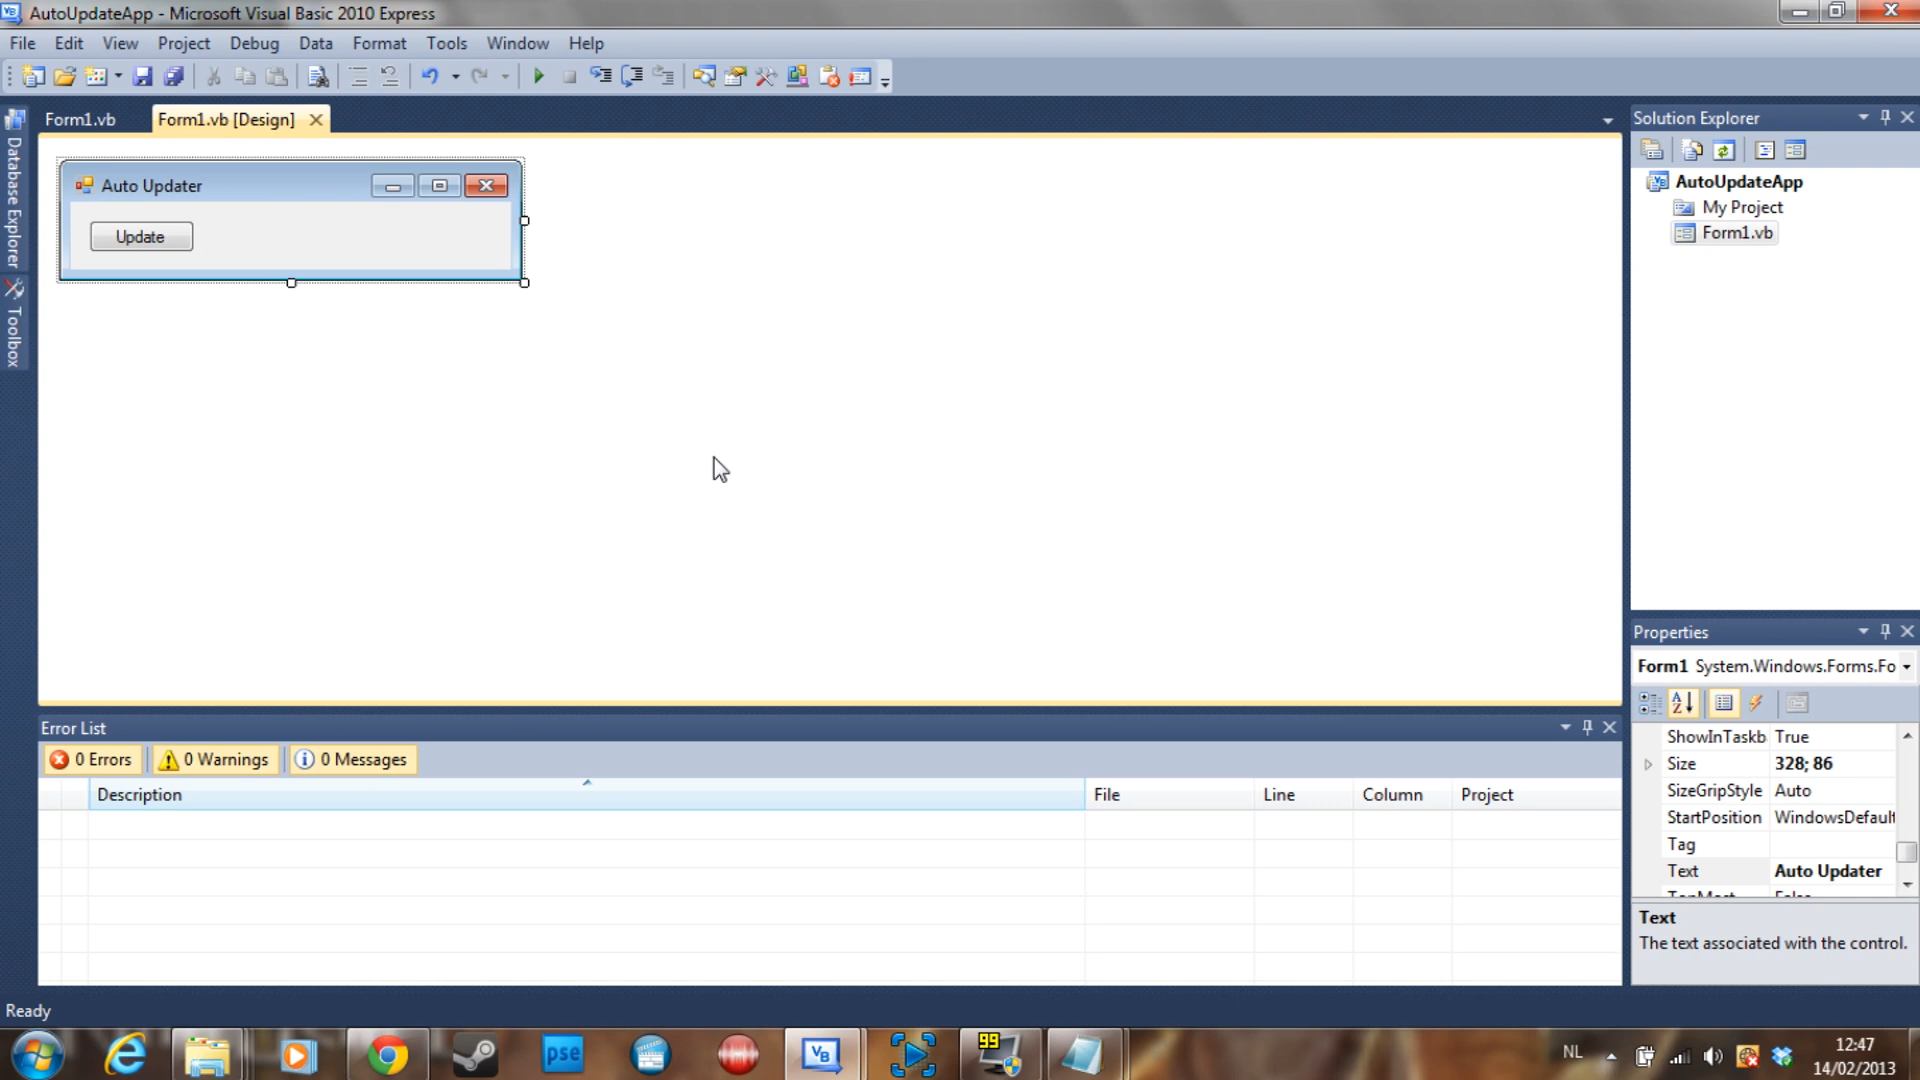 AutoUpdateApp - Microsoft Visual Basic 2010 Express
File Edit View Project Debug Data Format Tools Window Help
Form1.vb Form1.vb [Design]
Solution Explorer
Database Explorer
Toolbox
Auto Updater
Update
AutoUpdateApp
My Project
Form1.vb
Properties
Form1 System.Windows.Forms.Fo
ShowInTaskb True
Size 328; 86
SizeGripStyle Auto
StartPosition WindowsDefault
Tag
Text Auto Updater
Text
The text associated with the control.
Error List
0 Errors 0 Warnings 0 Messages
Description File Line Column Project
Ready
pse
VB
99
NL
12:47
14/02/2013